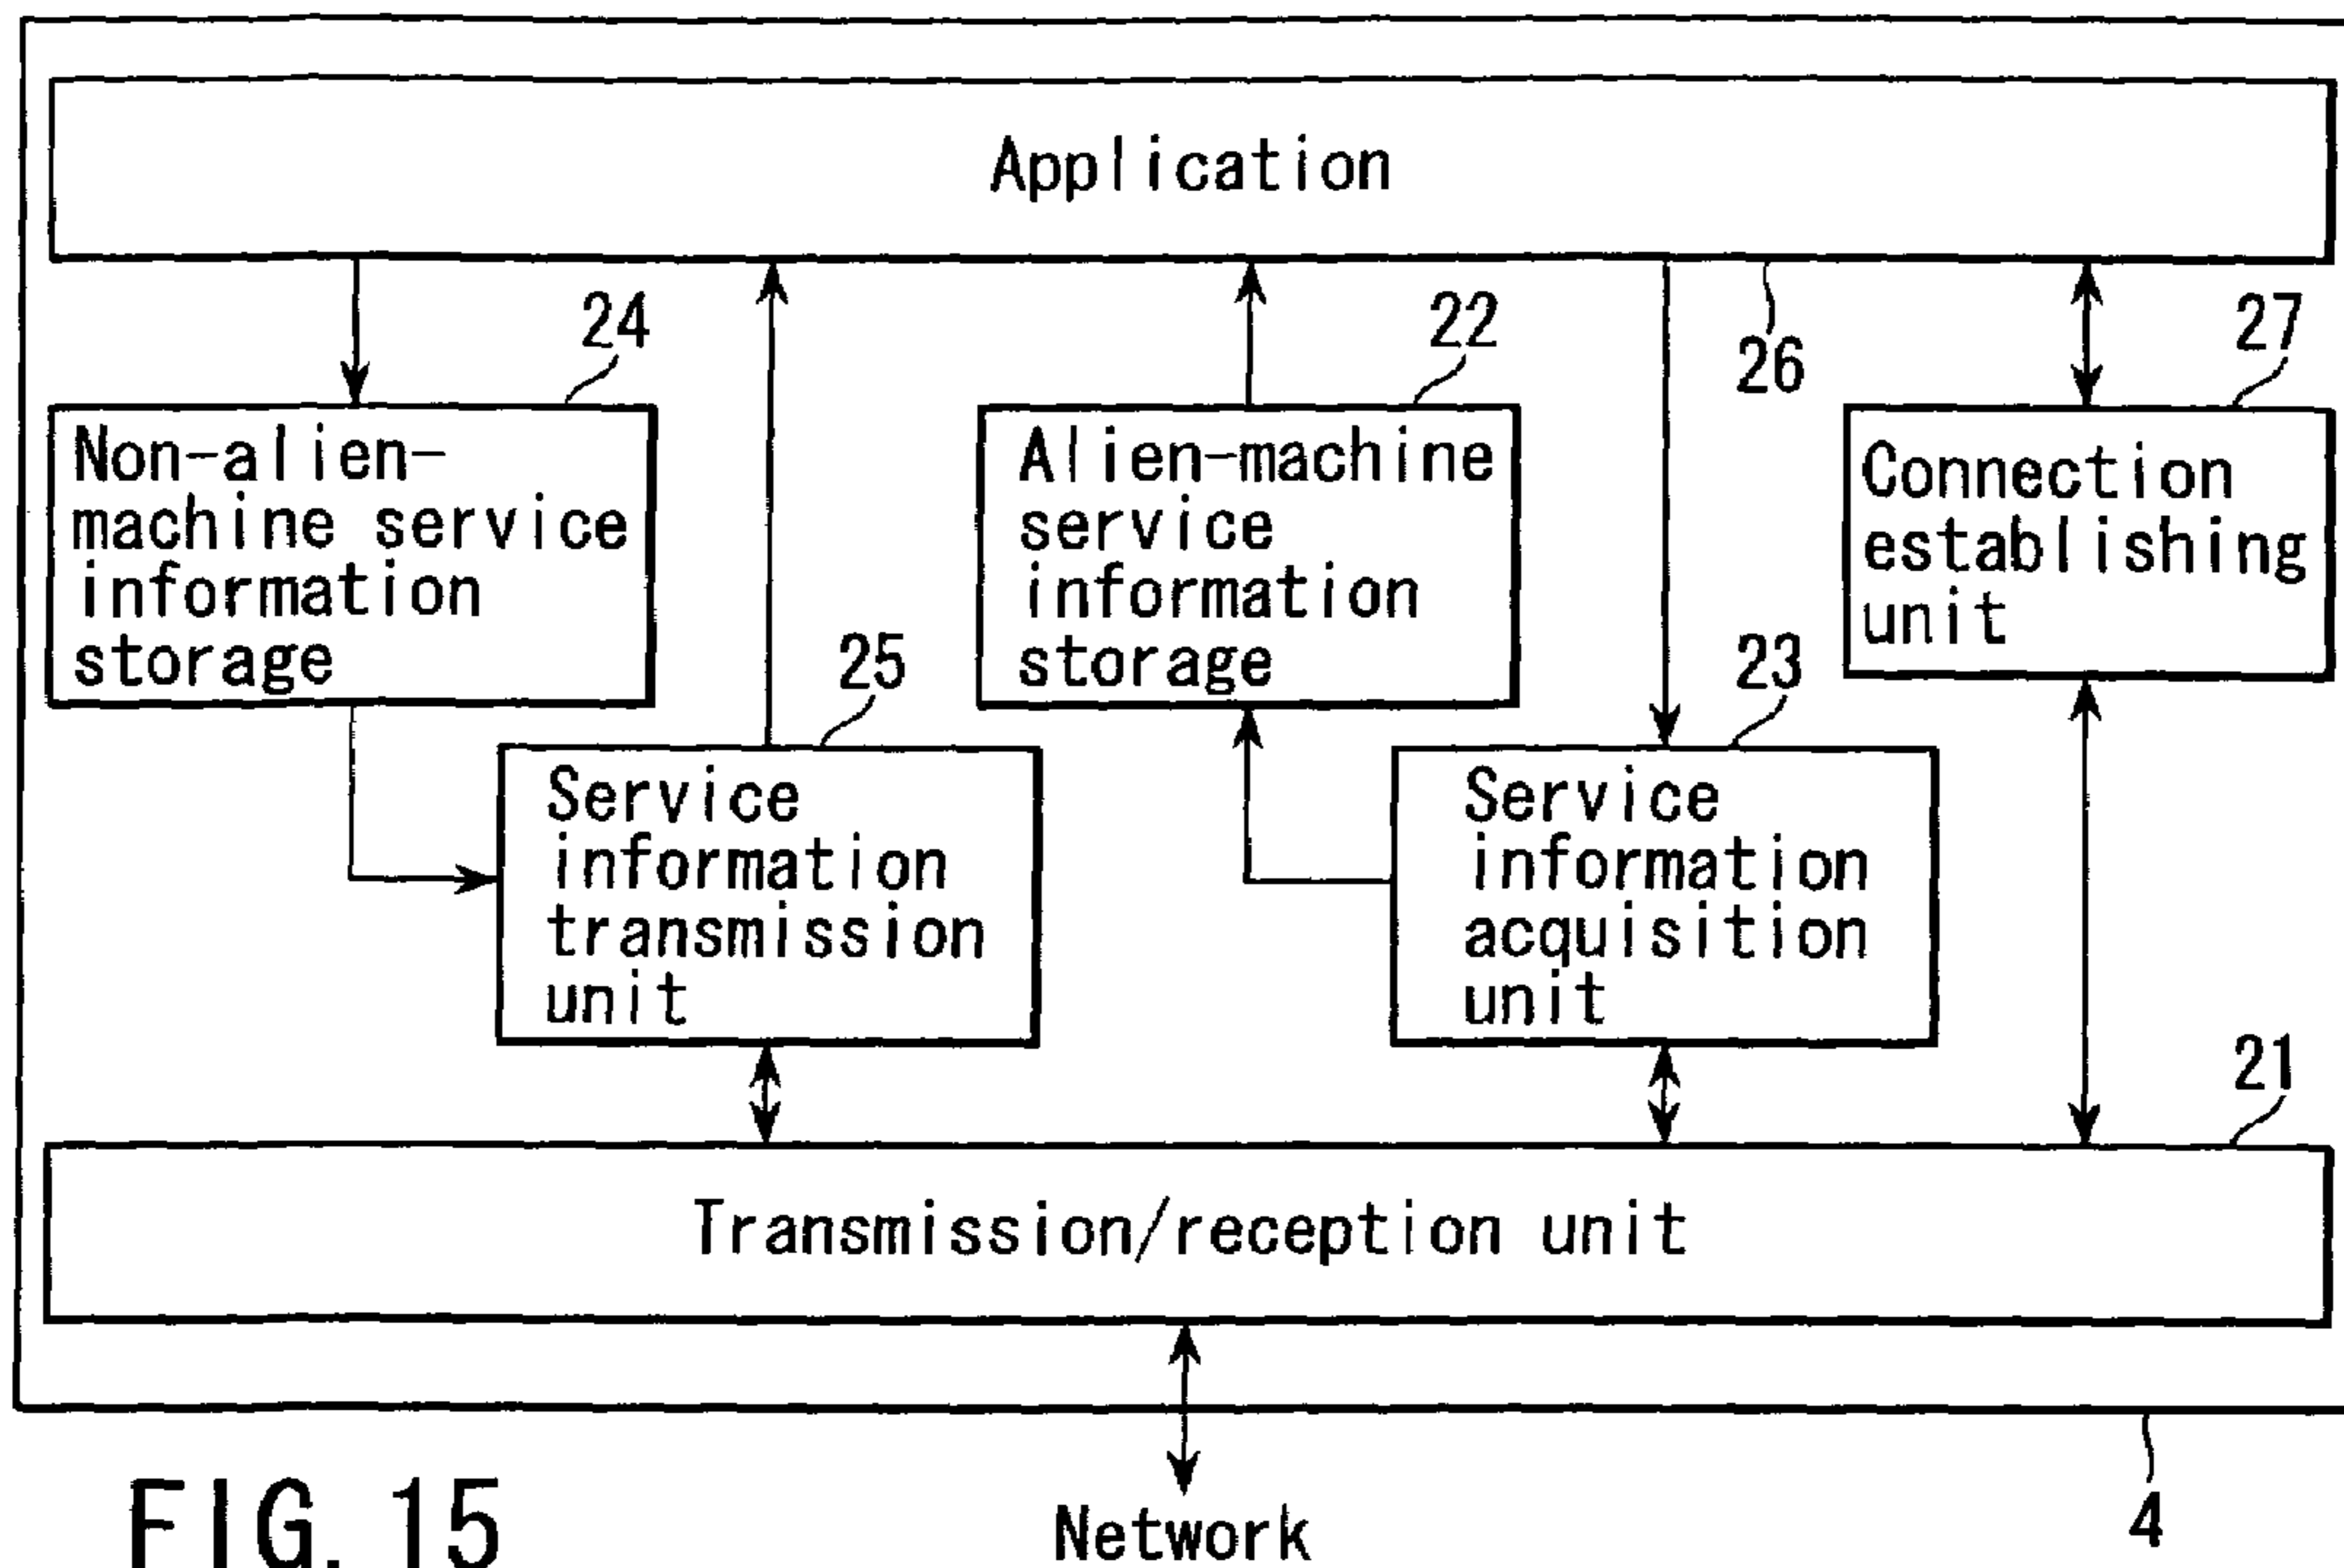 Application
24
22
26
27
Non-alien-
machine service
information
storage
Alien-machine
service
information
storage
Connection
establishing
unit
25
23
Service
information
transmission
unit
Service
information
acquisition
unit
21
Transmission/reception unit
Network
4
FIG. 15